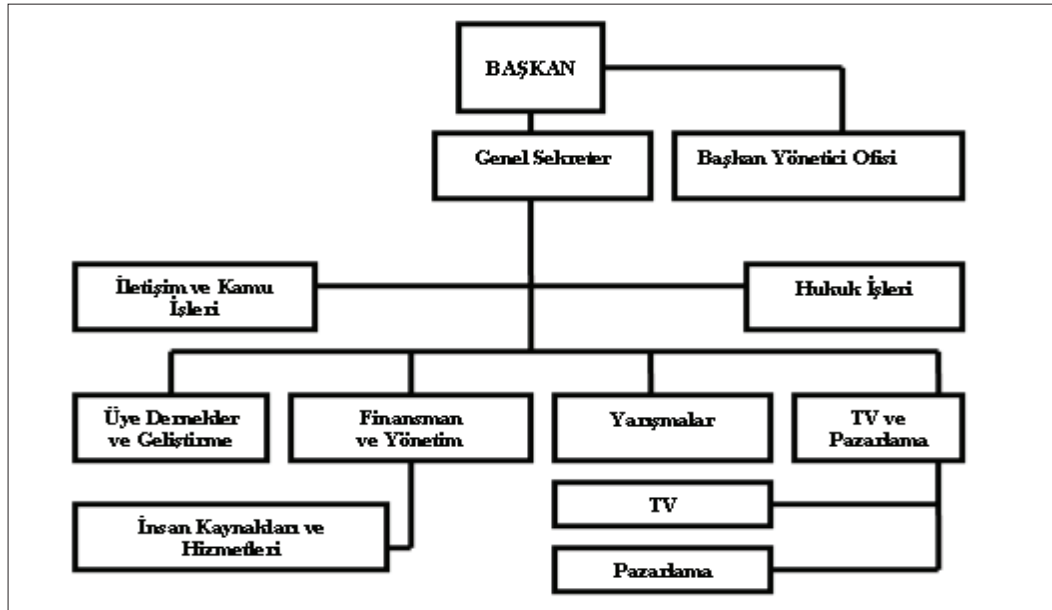 BAŞKAN
Genel Sekreter
Başkan Yönetici Ofisi
İletişim ve Kamu
İşleri
Hukuk İşleri
Üye Dernekler
ve Geliştirme
Finansman
ve Yönetim
Yarışmalar
TV ve
Pazarlama
İnsan Kaynakları ve
Hizmetleri
TV
Pazarlama